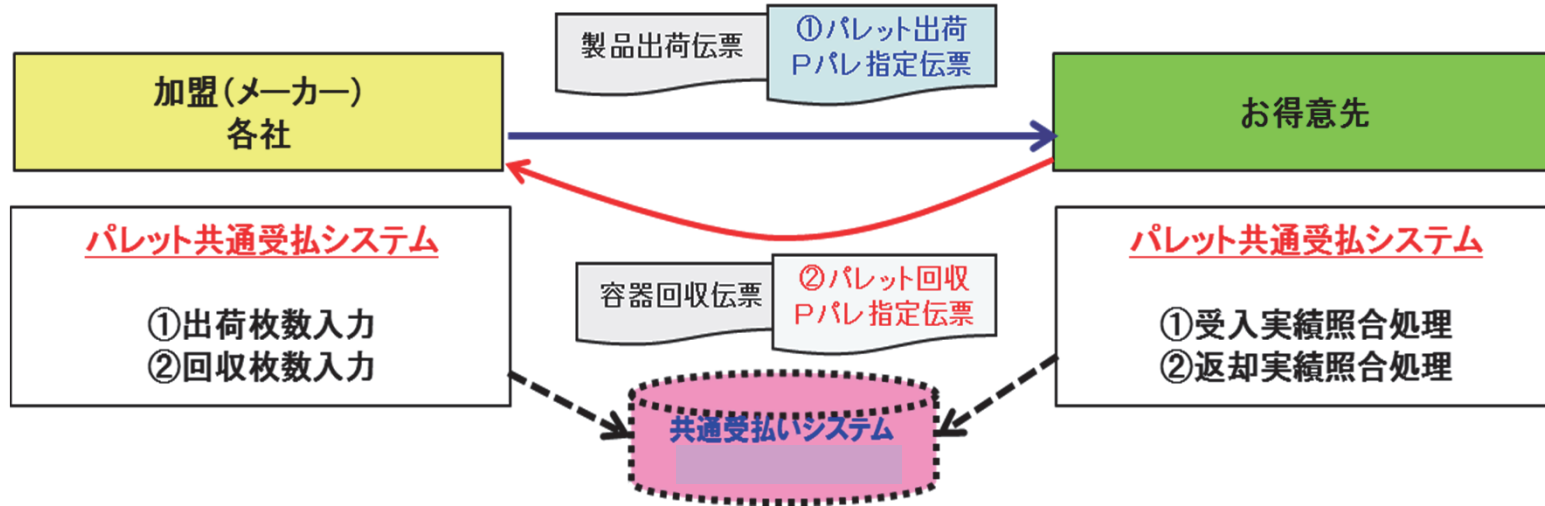 製品出荷伝票
①パレット出荷
Pパレ指定伝票
加盟(メーカー)
各社
お得意先
パレット共通受払システム
①出荷枚数入力
②回収枚数入力
容器回収伝票
②パレット回収
Pパレ指定伝票
パレット共通受払システム
①受入実績照合処理
②返却実績照合処理
共通受払いシステム